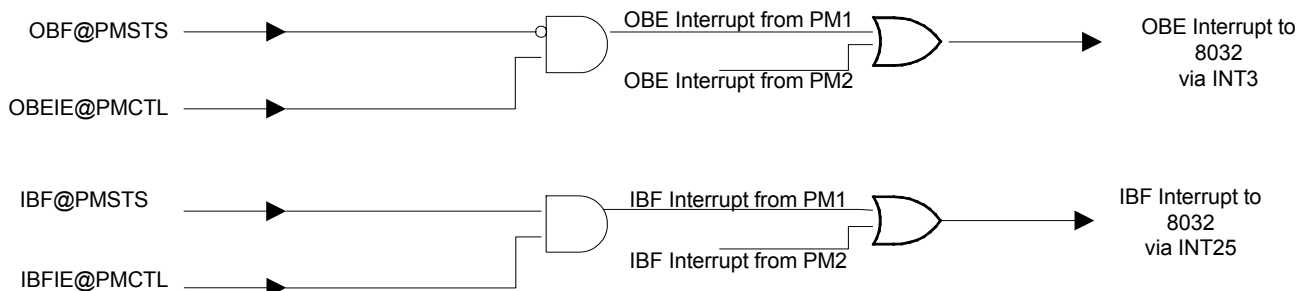 OBF@PMSTS
OBE Interrupt from PM1
OBE Interrupt to
8032
via INT3
OBE Interrupt from PM2
OBEIE@PMCTL
IBF@PMSTS
IBF Interrupt from PM1
IBF Interrupt to
8032
via INT25
IBF Interrupt from PM2
IBFIE@PMCTL